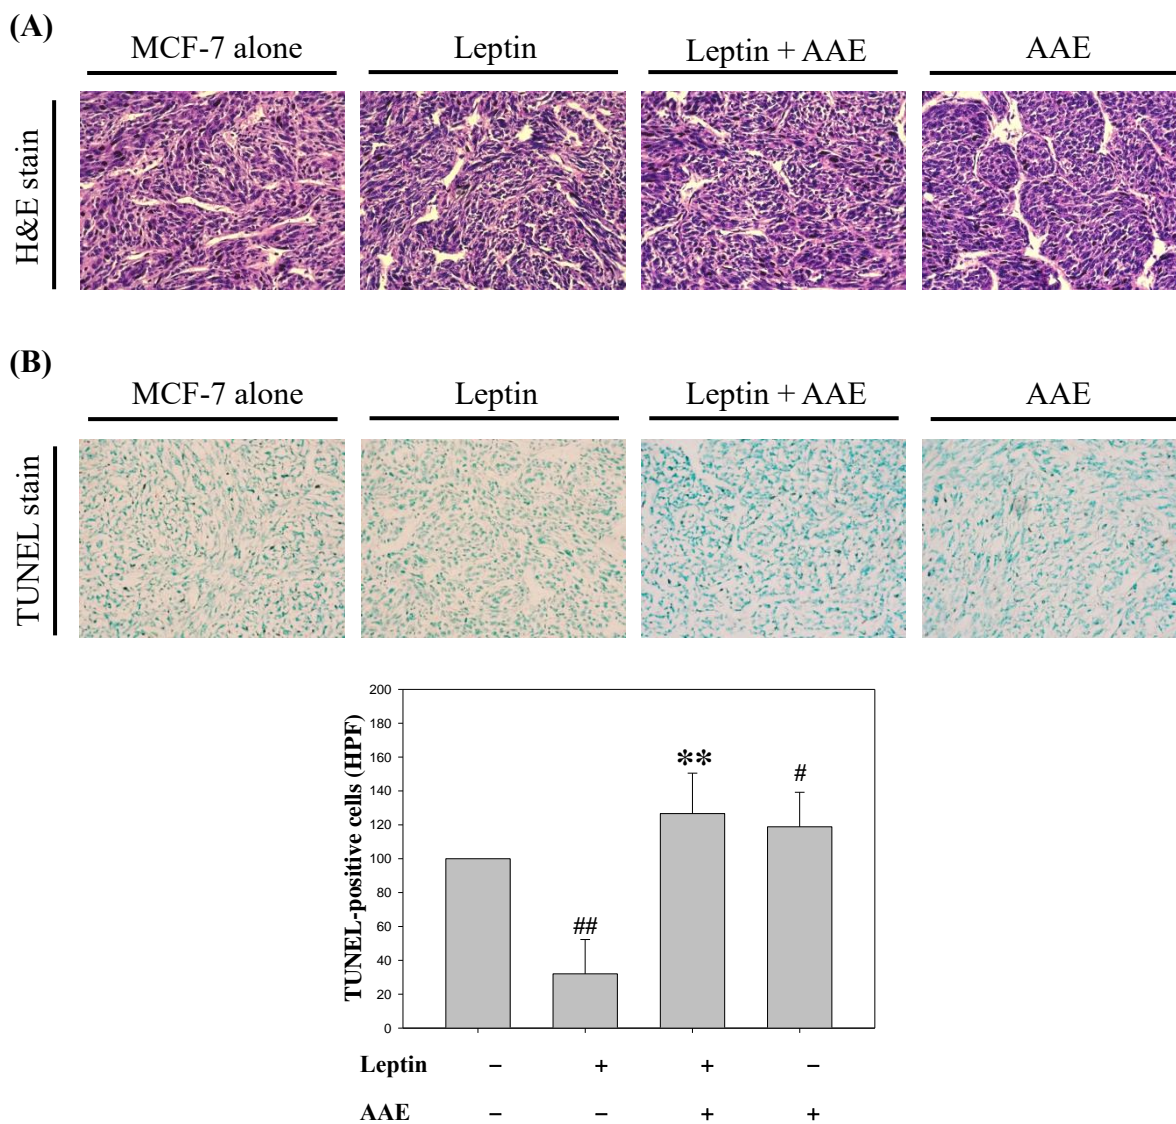 (A)
MCF-7 alone Leptin Leptin + AAE AAE
H&E stain
(B)
MCF-7 alone Leptin Leptin + AAE AAE
TUNEL stain
TUNEL-positive cells (HPF)
200
180
160
140
120
100
80
60
40
20
0
##
**
#
Leptin − + + −
AAE − − + +